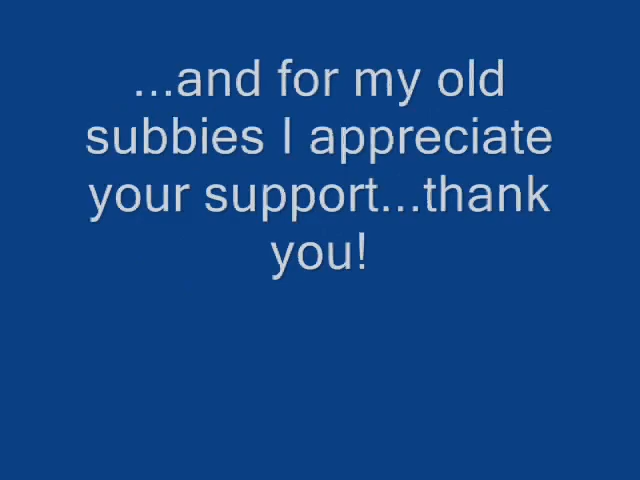 ...and for my old
subbies I appreciate
your support...thank
you!